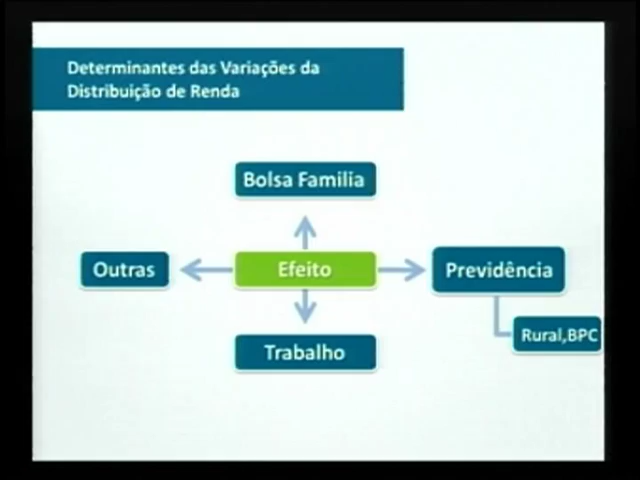 Determinantes das Variações da
Distribuição de Renda
Bolsa Familia
Outras
Efeito
Previdência
Rural,BPC
Trabalho